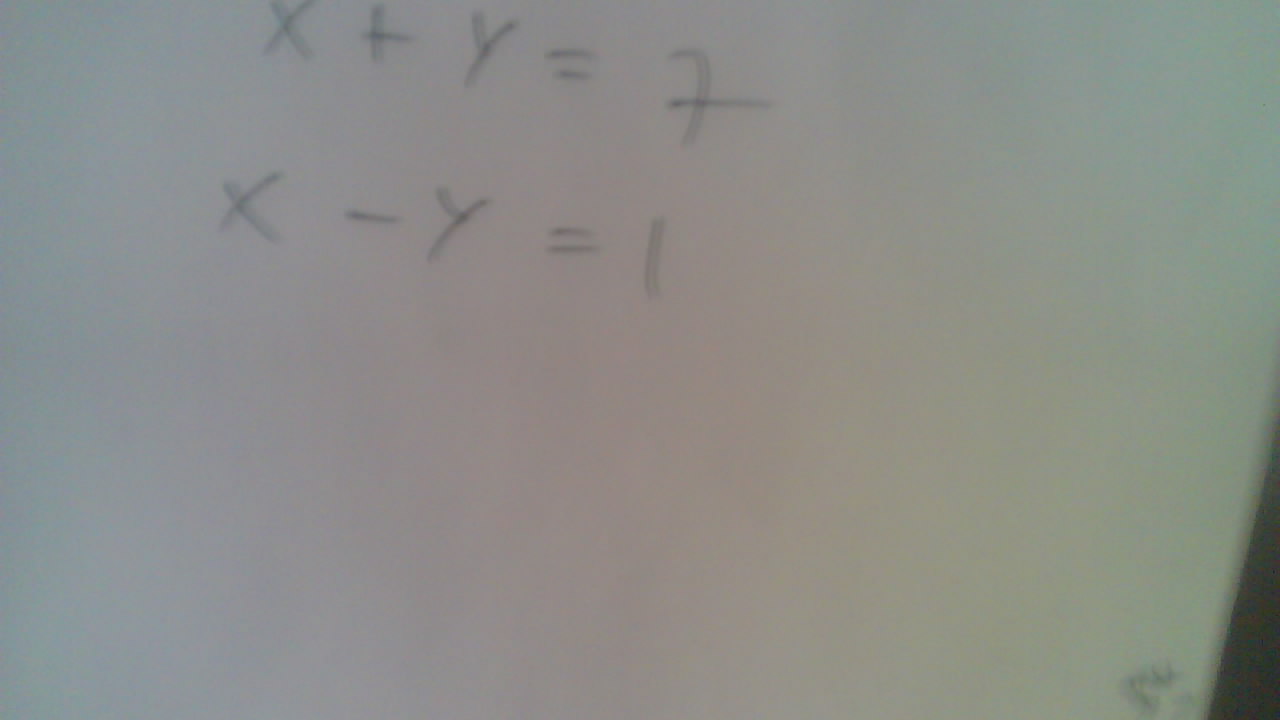 x + y = 7
x - y = 1